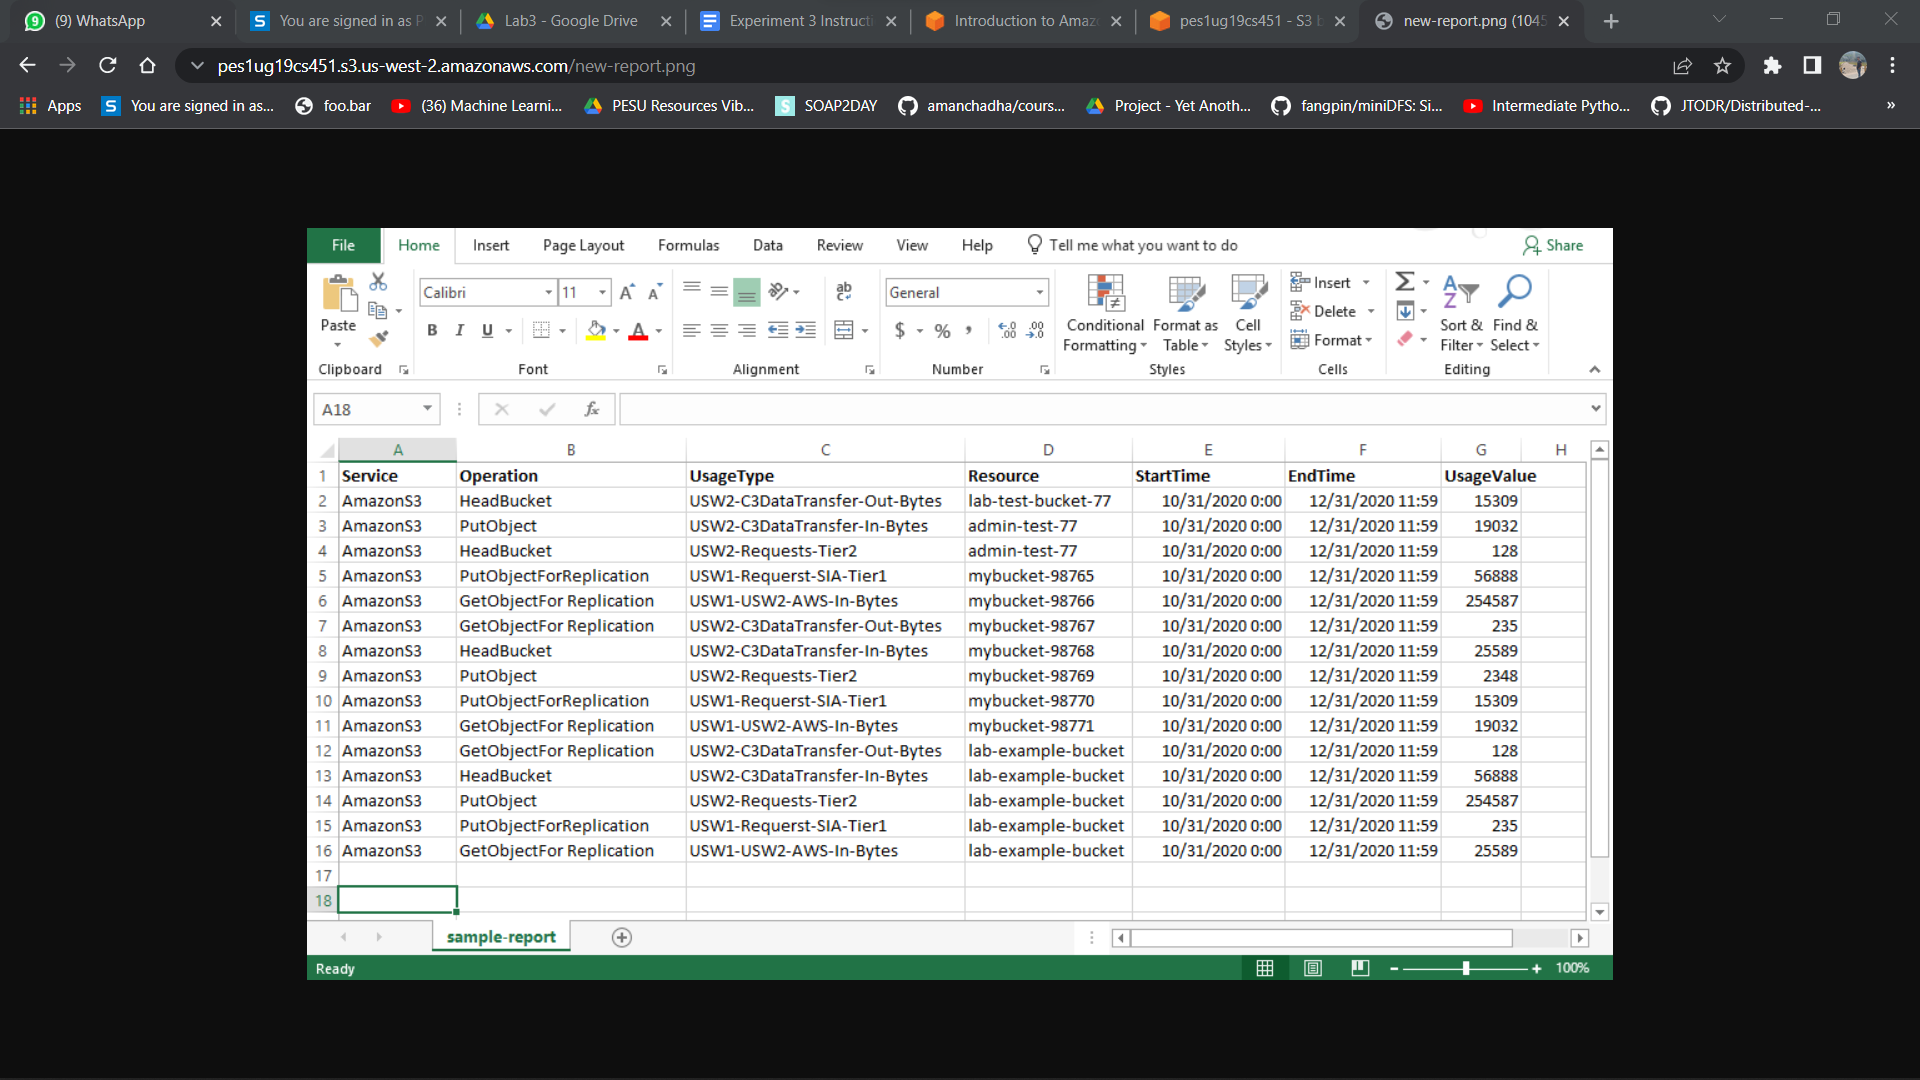 (9) WhatsApp
You are signed in as P
Lab3 - Google Drive
Experiment 3 Instructi
Introduction to Amaz
pes1ug19cs451 - S3 b
new-report.png (1045
pes1ug19cs451.s3.us-west-2.amazonaws.com/new-report.png
Apps
You are signed in as...
foo.bar
(36) Machine Learni...
PESU Resources Vib...
SOAP2DAY
amanchadha/cours...
Project - Yet Anoth...
fangpin/miniDFS: Si...
Intermediate Pytho...
JTODR/Distributed-...
»
File Home Insert Page Layout Formulas Data Review View Help Tell me what you want to do Share
Calibri 11 General
Paste
B I U
$ % ,
Conditional Formatting
Format as Table
Cell Styles
Insert
Delete
Format
Sort & Filter
Find & Select
Clipboard Font Alignment Number Styles Cells Editing
A18 fx
A B C D E F G H
1 Service Operation UsageType Resource StartTime EndTime UsageValue
2 AmazonS3 HeadBucket USW2-C3DataTransfer-Out-Bytes lab-test-bucket-77 10/31/2020 0:00 12/31/2020 11:59 15309
3 AmazonS3 PutObject USW2-C3DataTransfer-In-Bytes admin-test-77 10/31/2020 0:00 12/31/2020 11:59 19032
4 AmazonS3 HeadBucket USW2-Requests-Tier2 admin-test-77 10/31/2020 0:00 12/31/2020 11:59 128
5 AmazonS3 PutObjectForReplication USW1-Requerst-SIA-Tier1 mybucket-98765 10/31/2020 0:00 12/31/2020 11:59 56888
6 AmazonS3 GetObjectFor Replication USW1-USW2-AWS-In-Bytes mybucket-98766 10/31/2020 0:00 12/31/2020 11:59 254587
7 AmazonS3 GetObjectFor Replication USW2-C3DataTransfer-Out-Bytes mybucket-98767 10/31/2020 0:00 12/31/2020 11:59 235
8 AmazonS3 HeadBucket USW2-C3DataTransfer-In-Bytes mybucket-98768 10/31/2020 0:00 12/31/2020 11:59 25589
9 AmazonS3 PutObject USW2-Requests-Tier2 mybucket-98769 10/31/2020 0:00 12/31/2020 11:59 2348
10 AmazonS3 PutObjectForReplication USW1-Requerst-SIA-Tier1 mybucket-98770 10/31/2020 0:00 12/31/2020 11:59 15309
11 AmazonS3 GetObjectFor Replication USW1-USW2-AWS-In-Bytes mybucket-98771 10/31/2020 0:00 12/31/2020 11:59 19032
12 AmazonS3 GetObjectFor Replication USW2-C3DataTransfer-Out-Bytes lab-example-bucket 10/31/2020 0:00 12/31/2020 11:59 128
13 AmazonS3 HeadBucket USW2-C3DataTransfer-In-Bytes lab-example-bucket 10/31/2020 0:00 12/31/2020 11:59 56888
14 AmazonS3 PutObject USW2-Requests-Tier2 lab-example-bucket 10/31/2020 0:00 12/31/2020 11:59 254587
15 AmazonS3 PutObjectForReplication USW1-Requerst-SIA-Tier1 lab-example-bucket 10/31/2020 0:00 12/31/2020 11:59 235
16 AmazonS3 GetObjectFor Replication USW1-USW2-AWS-In-Bytes lab-example-bucket 10/31/2020 0:00 12/31/2020 11:59 25589
17
18
sample-report
Ready 100%